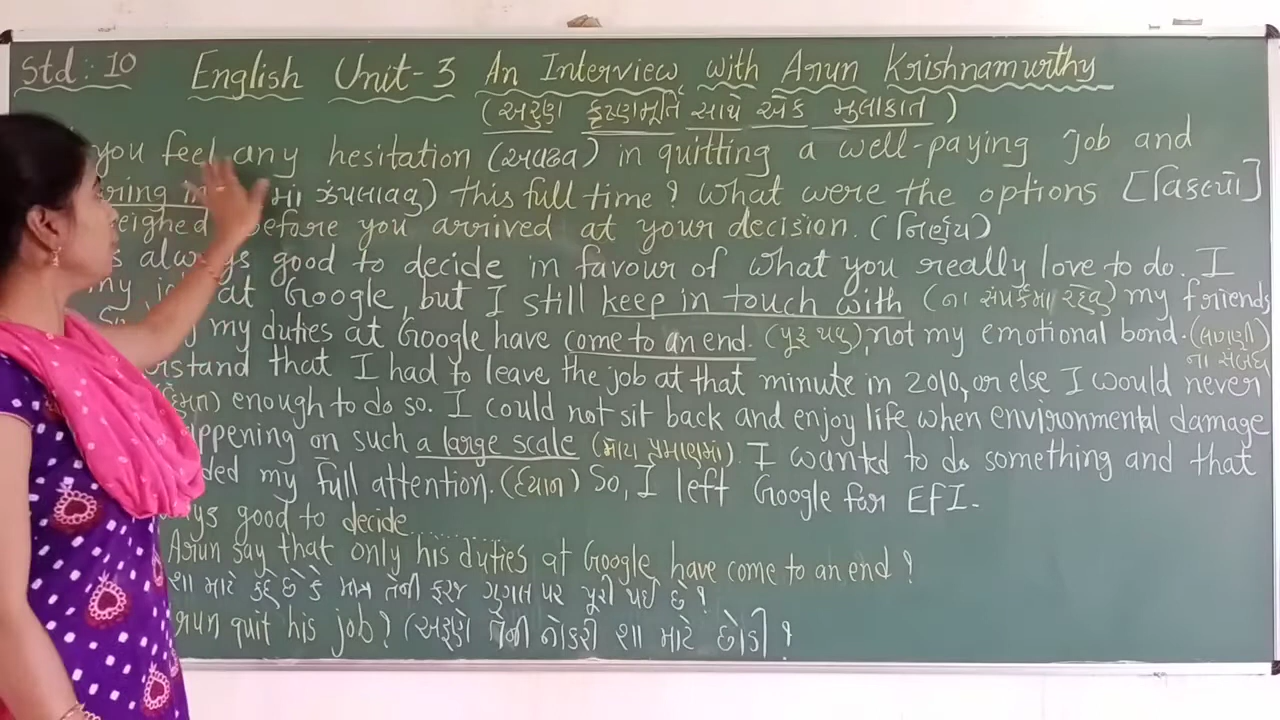 Std: 10 English Unit-3 An Interview with Arun Krishnamurthy
(અરુણ કૃષ્ણમૂર્તિ સાથે એક મુલાકાત)
you feel any hesitation (અવઢવ) in quitting a well-paying job and
ring in મા ઝંપલાવવુ) this full time? What were the options [વિકલ્પો]
eighed before you arrived at your decision. (નિર્ણય)
s always good to decide in favour of what you really love to do. I
my at Google, but I still keep in touch with (ના સંપર્કમા રહેવુ) my friends
my duties at Google have come to an end. (પૂરૂ થવુ), not my emotional bond. (લાગણી
ના સંબંધ
stand that I had to leave the job at that minute in 2010, or else I would never
enough to do so. I could not sit back and enjoy life when environmental damage
ppening on such a large scale (મોટા પ્રમાણમાં). I wanted to do something and that
ded my full attention. (ધ્યાન) So, I left Google for EFI.
ys good to decide..........
Arun say that only his duties at Google have come to an end?
શા માટે કહે છે કે માત્ર તેની ફરજ ગુગલ પર પૂરી થઈ છે?
run quit his job? (અરૂણે તેની નોકરી શા માટે છોડી?